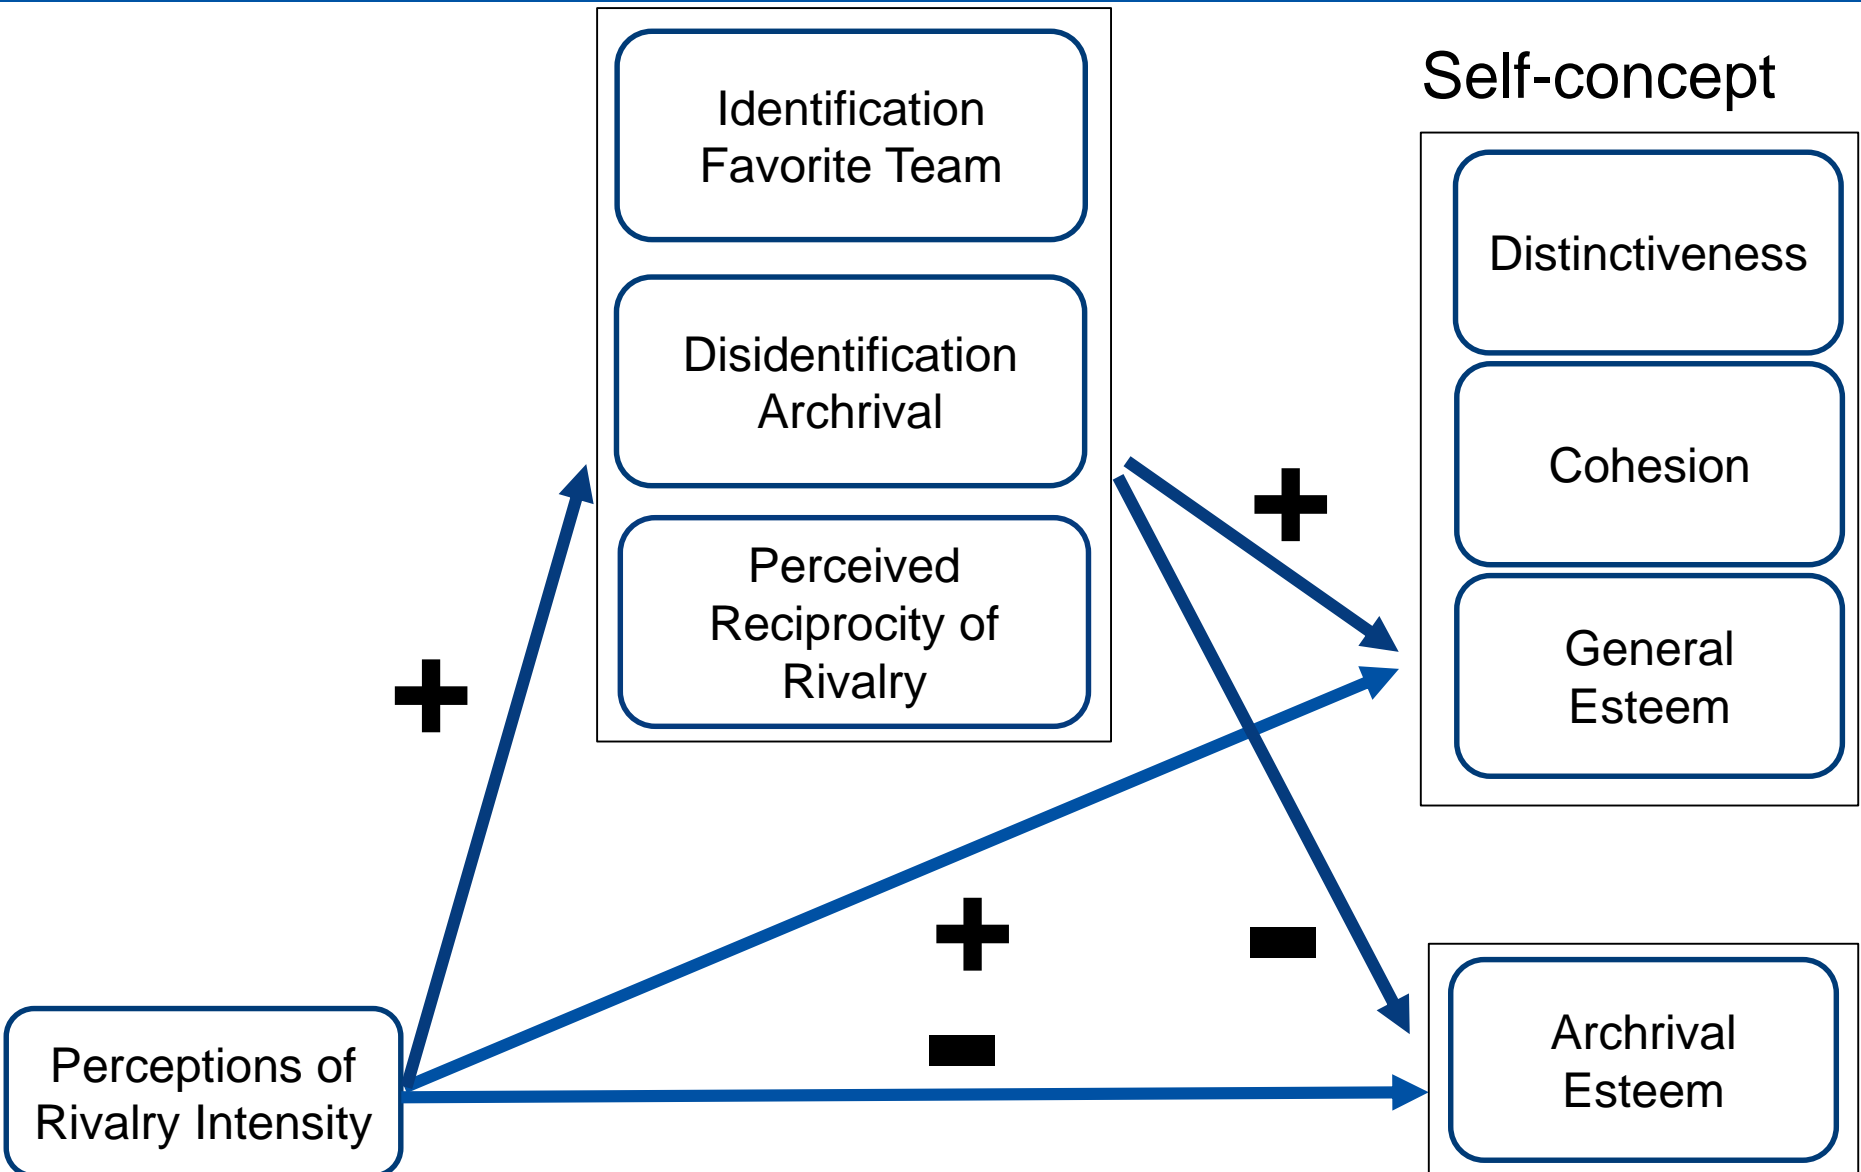 Identification
Favorite Team
Disidentification
Archrival
Perceived
Reciprocity of
Rivalry
Self-concept
Distinctiveness
Cohesion
General
Esteem
+
+
+
-
-
Perceptions of
Rivalry Intensity
Archrival
Esteem